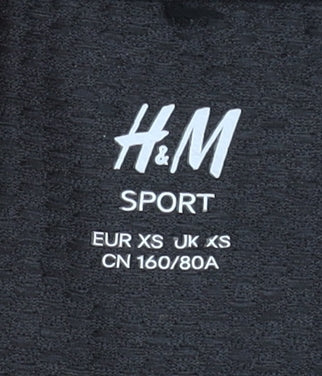 H&M
SPORT
EUR XS UK XS
CN 160/80A